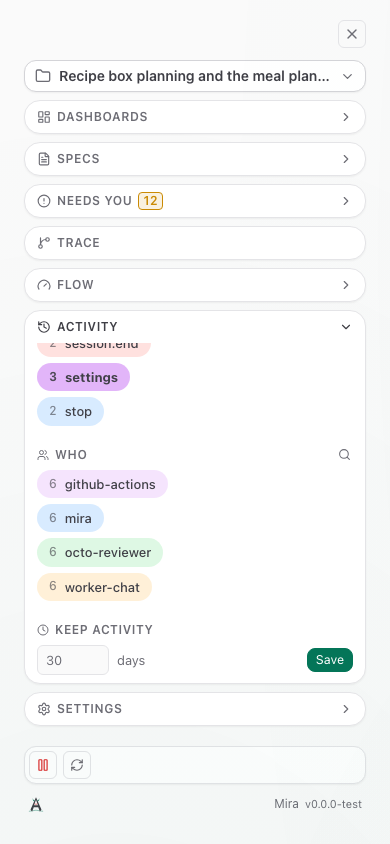 Recipe box planning and the meal plan...
DASHBOARDS
SPECS
NEEDS YOU 12
TRACE
FLOW
ACTIVITY
2 session.end
3 settings
2 stop
WHO
6 github-actions
6 mira
6 octo-reviewer
6 worker-chat
KEEP ACTIVITY
30 days Save
SETTINGS
Mira v0.0.0-test